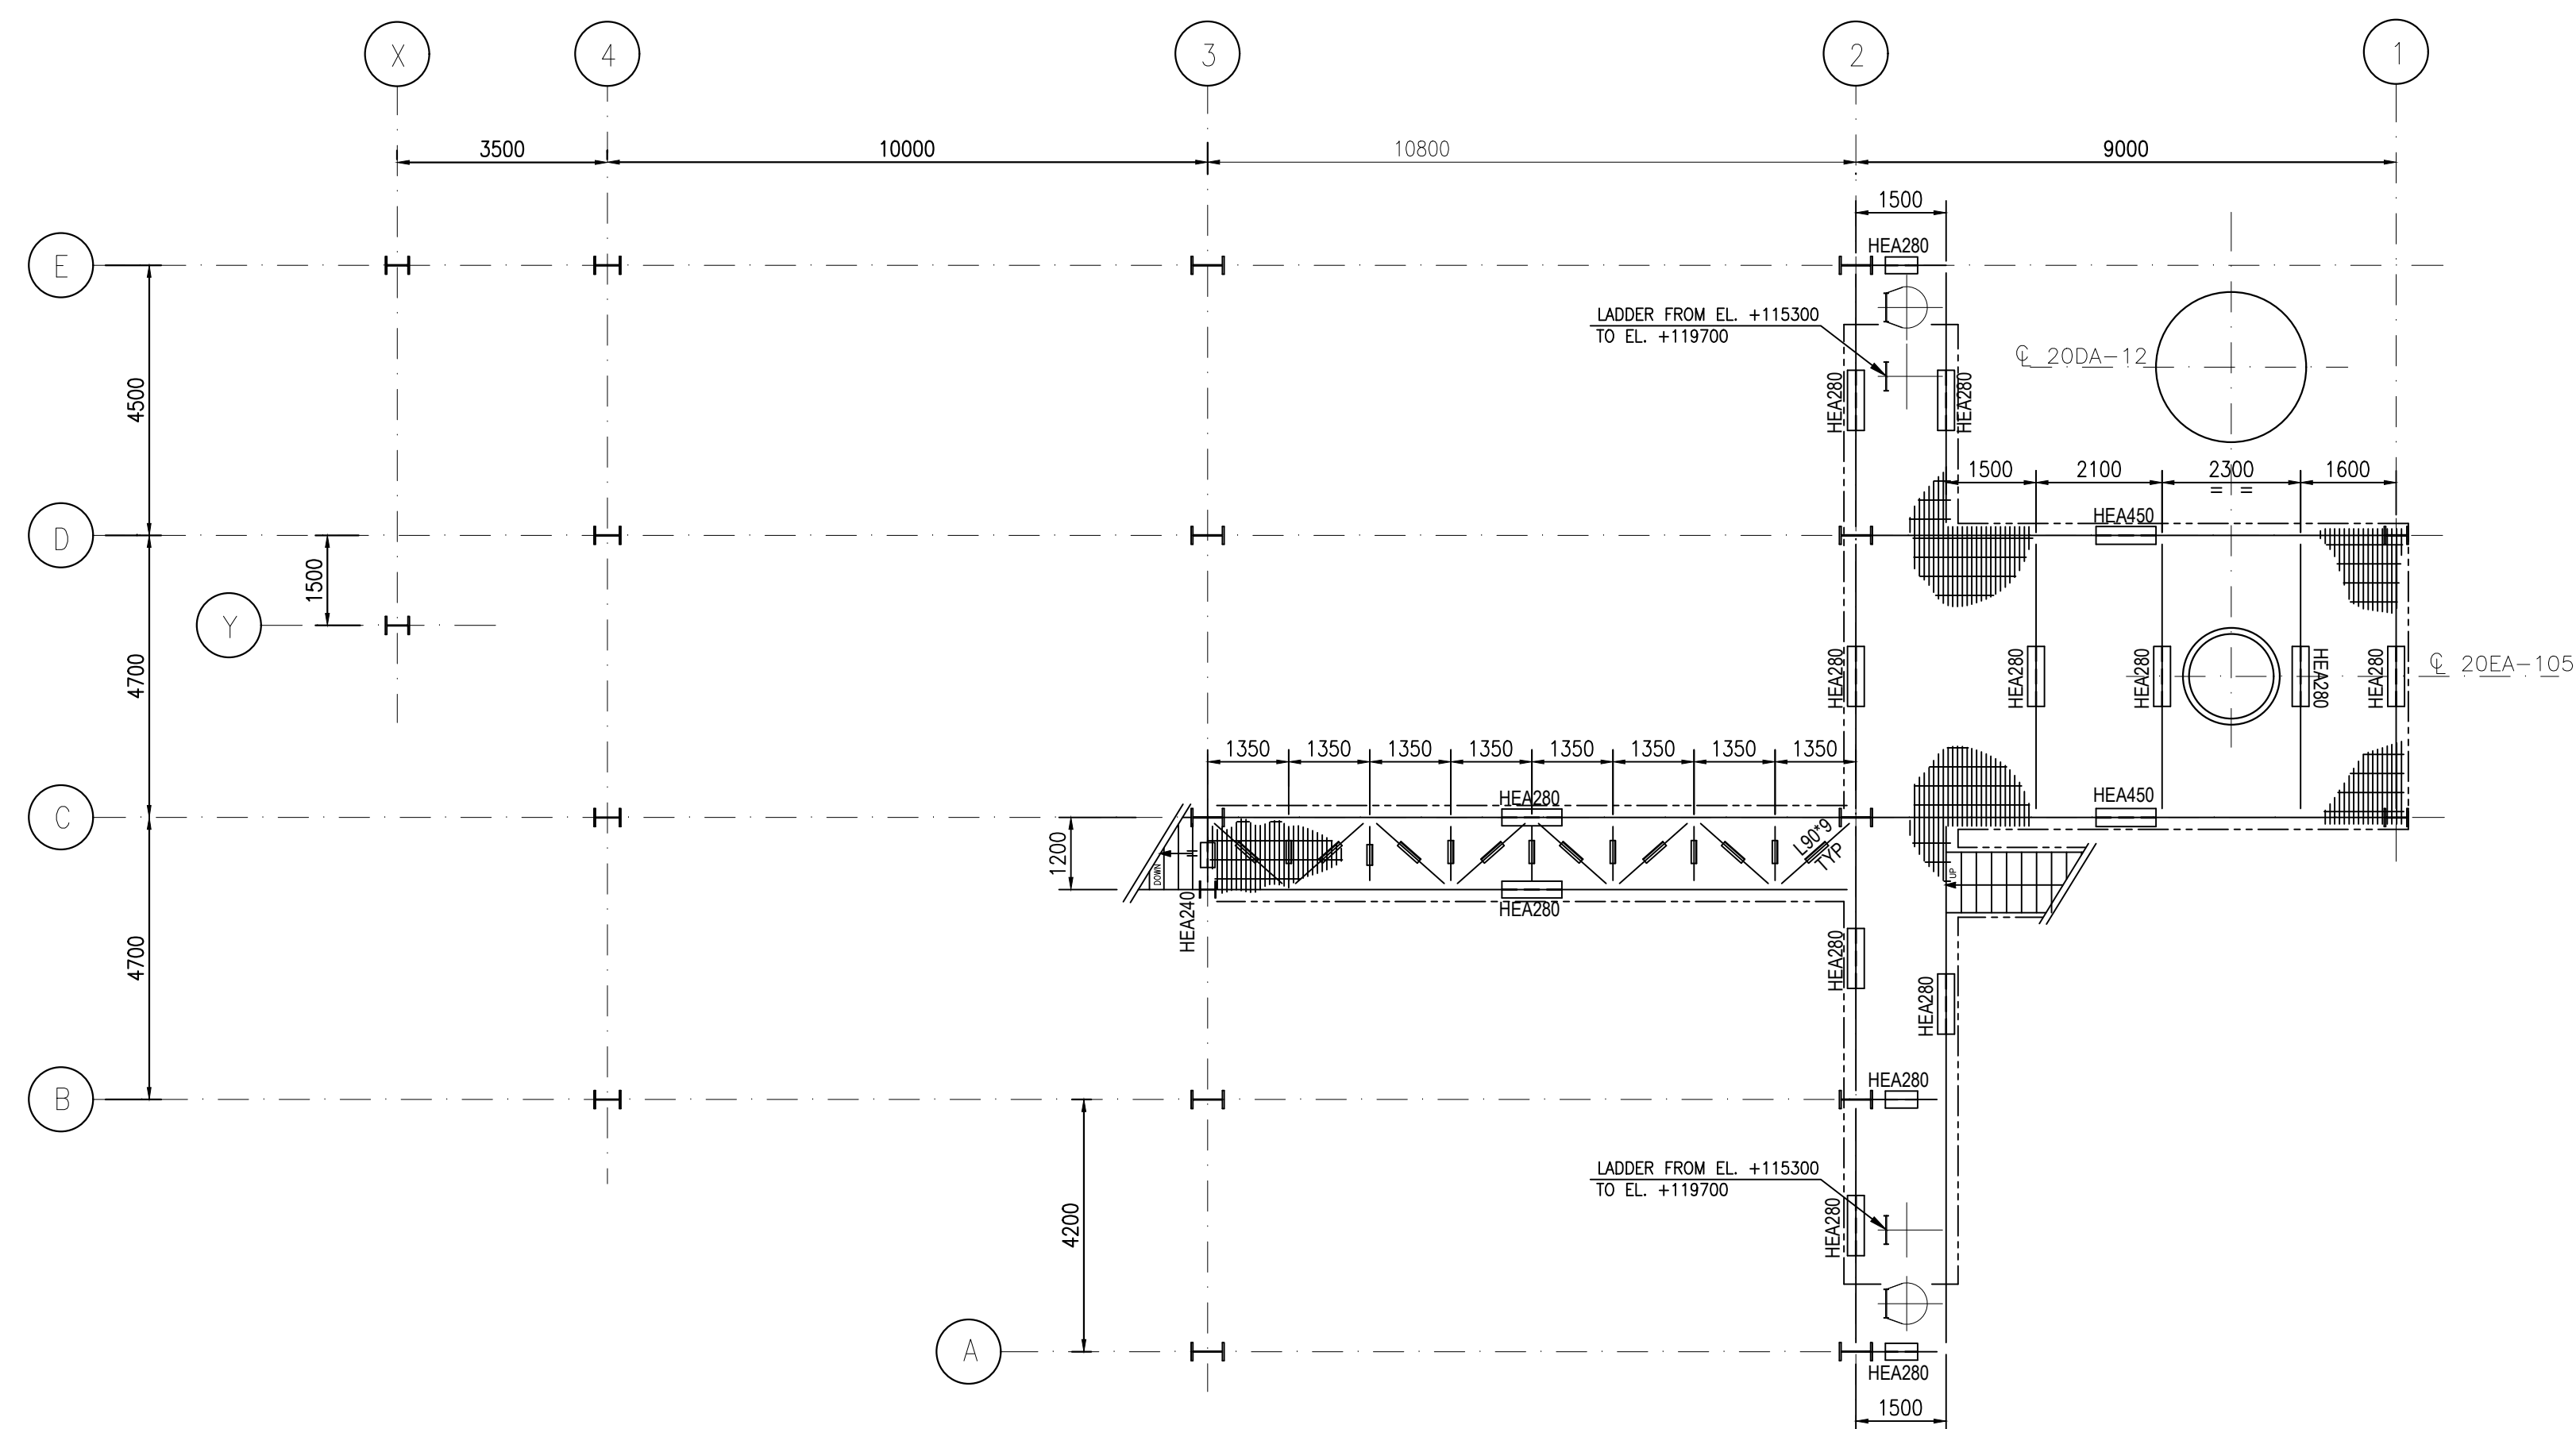 X
4
3
2
1
3500
10000
10800
9000
1500
HEA280
E
LADDER FROM EL. +115300
TO EL. +119700
℄ 20DA-12
4500
HEA280
HEA280
1500
2100
2300
1600
= =
HEA450
D
1500
Y
4700
HEA280
HEA280
HEA280
HEA280
HEA280
℄ 20EA-105
1350
1350
1350
1350
1350
1350
1350
1350
HEA280
HEA450
C
1200
DOWN
=
L90*9
TYP
UP
HEA240
HEA280
4700
HEA280
HEA280
B
HEA280
LADDER FROM EL. +115300
TO EL. +119700
4200
HEA280
A
HEA280
1500